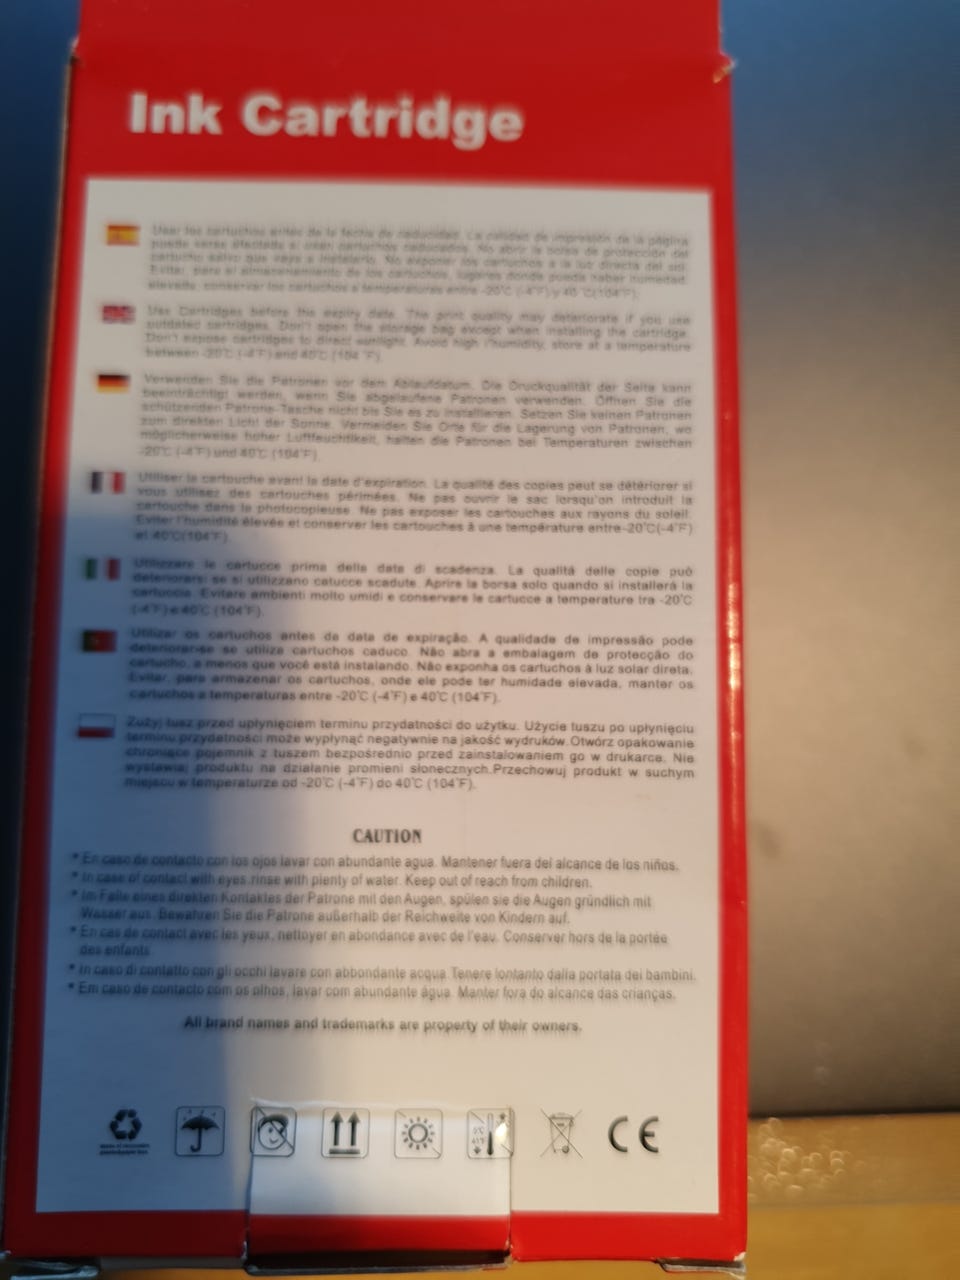 Ink Cartridge
Usar los cartuchos antes de la fecha de caducidad. La calidad de impresión de la página
puede verse afectada si usan cartuchos caducados. No abrir la bolsa de protección del
cartucho salvo que vaya a instalarlo. No exponer los cartuchos a la luz directa del sol.
Evitar, para el almacenamiento de los cartuchos, lugares donde pueda haber humedad
elevada, conservar los cartuchos a temperaturas entre -20℃ (-4℉) y 40 ℃(104℉).
Use Cartridges before the expiry date. The print quality may deteriorate if you use
outdated cartridges. Don't open the storage bag except when installing the cartridge.
Don't expose cartridges to direct sunlight. Avoid high humidity, store at a temperature
between -20℃ (-4℉) and 40℃ (104 ℉).
Verwenden Sie die Patronen vor dem Ablaufdatum. Die Druckqualität der Seite kann
beeinträchtigt werden, wenn Sie abgelaufene Patronen verwenden. Öffnen Sie die
schützenden Patrone-Tasche nicht bis Sie es zu installieren. Setzen Sie keinen Patronen
zum direkten Licht der Sonne. Vermeiden Sie Orte für die Lagerung von Patronen, wo
möglicherweise hoher Luftfeuchtikeit, halten die Patronen bei Temperaturen zwischen
-20℃ (-4℉) und 40℃ (104℉).
Utiliser la cartouche avant la date d'expiration. La qualité des copies peut se détériorer si
vous utilisez des cartouches périmées. Ne pas ouvrir le sac lorsqu'on introduit la
cartouche dans la photocopieuse. Ne pas exposer les cartouches aux rayons du soleil.
Eviter l'humidité élevée et conserver les cartouches à une température entre-20℃(-4℉)
et 40℃(104℉).
Utilizzare le cartucce prima della data di scadenza. La qualitá delle copie può
deteriorarsi se si utilizzano catucce scadute. Aprire la borsa solo quando si installerá la
cartuccia. Evitare ambienti molto umidi e conservare le cartucce a temperature tra -20℃
(-4℉) e 40℃ (104℉).
Utilizar os cartuchos antes da data de expiração. A qualidade de impressão pode
deteriorar-se se utiliza cartuchos caduco. Não abra a embalagem de protecção do
cartucho, a menos que você está instalando. Não exponha os cartuchos à luz solar direta.
Evitar, para armazenar os cartuchos, onde ele pode ter humidade elevada, manter os
cartuchos a temperaturas entre -20℃ (-4℉) e 40℃ (104℉).
Zużyj tusz przed upłynięciem terminu przydatności do użytku. Użycie tuszu po upłynięciu
terminu przydatności może wypłynąć negatywnie na jakość wydruków.Otwórz opakowanie
chroniące pojemnik z tuszem bezpośrednio przed zainstalowaniem go w drukarce. Nie
wystawiaj produktu na działanie promieni słonecznych.Przechowuj produkt w suchym
miejscu w temperaturze od -20℃ (-4℉) do 40℃ (104℉).
CAUTION
* En caso de contacto con los ojos lavar con abundante agua. Mantener fuera del alcance de los niños.
* In case of contact with eyes,rinse with plenty of water. Keep out of reach from children.
* Im Falle eines direkten Kontaktes der Patrone mit den Augen, spülen sie die Augen gründlich mit
Wasser aus. Bewahren Sie die Patrone außerhalb der Reichweite von Kindern auf.
* En cas de contact avec les yeux, nettoyer en abondance avec de l'eau. Conserver hors de la portée
des enfants.
* In caso di contatto con gli occhi lavare con abbondante acqua. Tenere lontanto dalla portata dei bambini.
* Em caso de contacto com os olhos, lavar com abundante água. Manter fora do alcance das crianças.
All brand names and trademarks are property of their owners.
CE